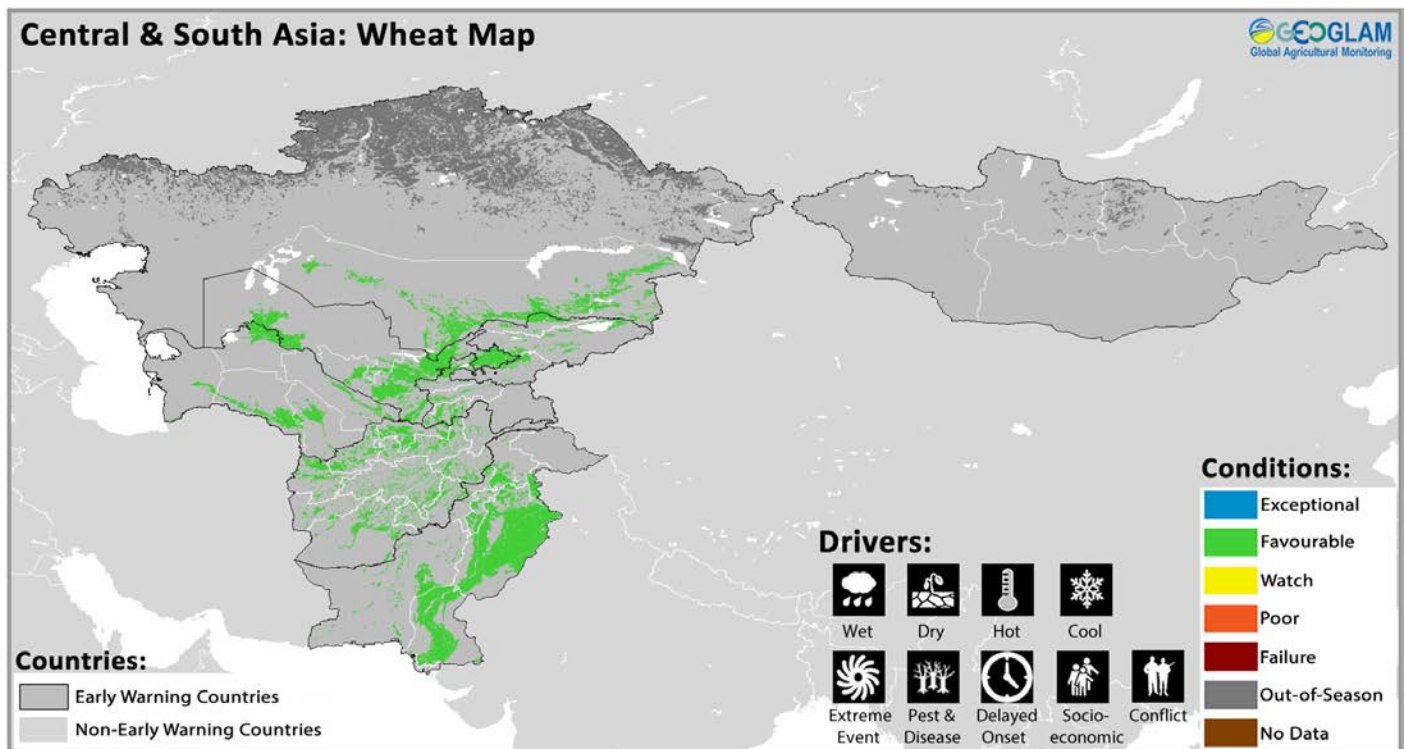 Central & South Asia: Wheat Map
GEOGLAM
Global Agricultural Monitoring
Conditions:
Exceptional
Favourable
Watch
Poor
Failure
Out-of-Season
No Data
Drivers:
Wet
Dry
Hot
Cool
Extreme
Event
Pest &
Disease
Delayed
Onset
Socio-
economic
Conflict
Countries:
Early Warning Countries
Non-Early Warning Countries